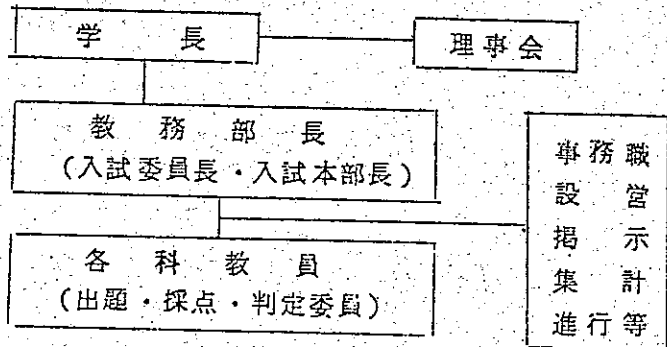 学長
理事会
教務部長
(入試委員長・入試本部長)
各科教員
(出題・採点・判定委員)
事務職
設営
掲示
集計
進行等